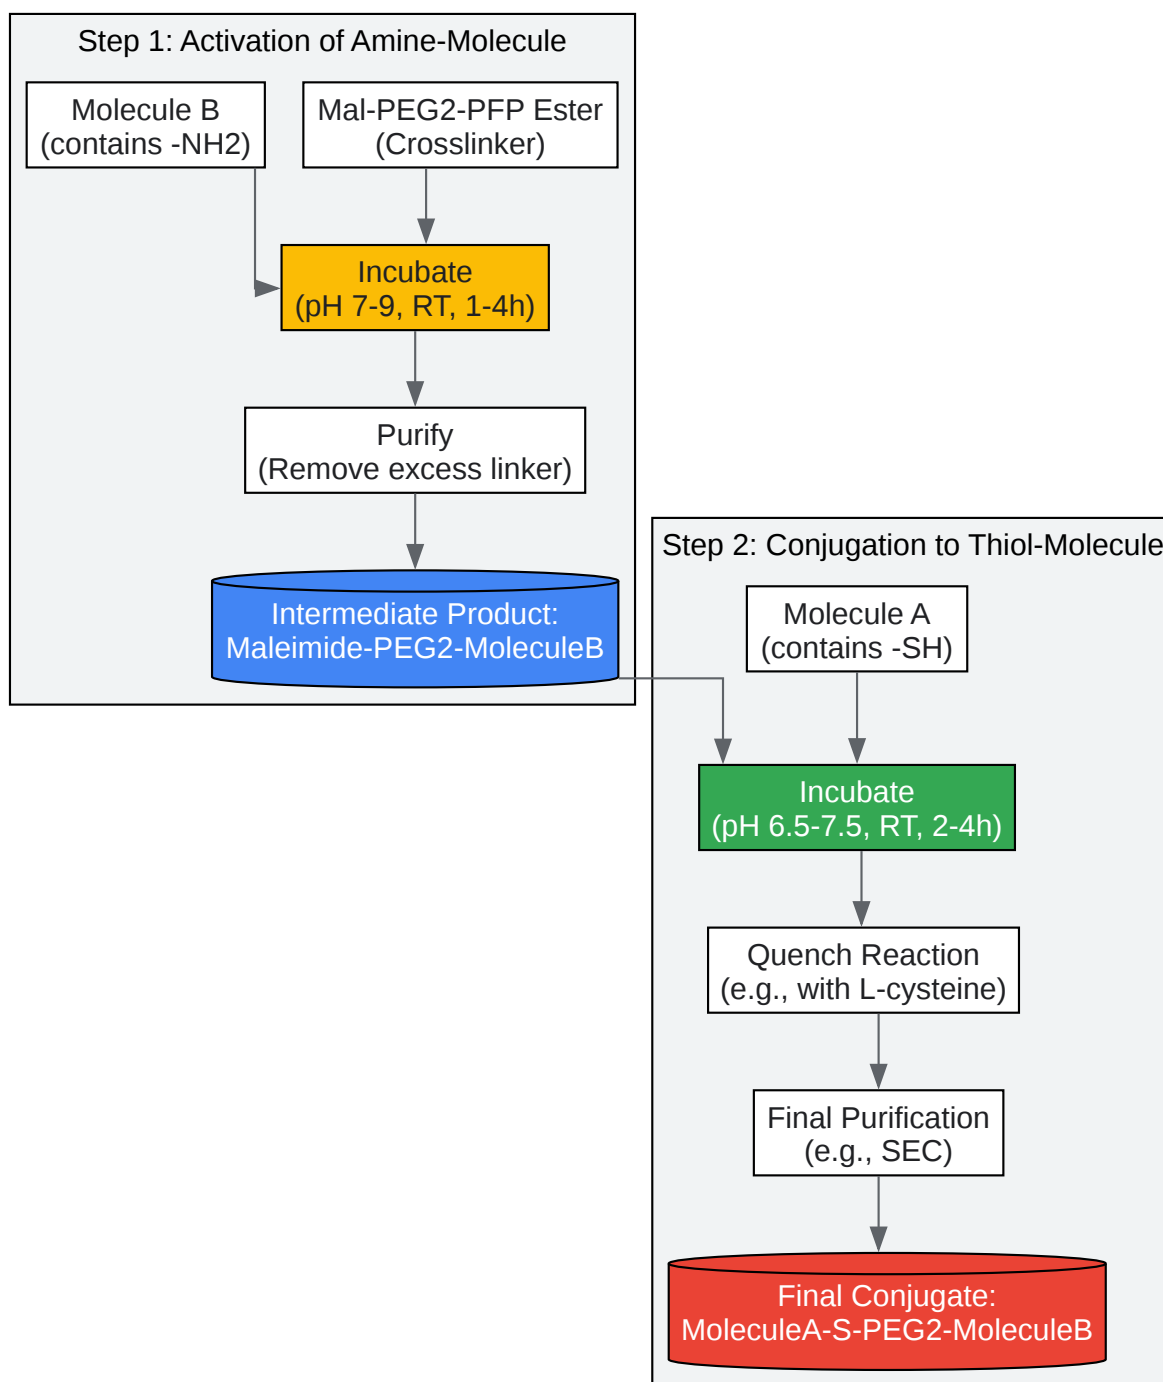 Step 1: Activation of Amine-Molecule
Molecule B
(contains -NH2)
Mal-PEG2-PFP Ester
(Crosslinker)
Incubate
(pH 7-9, RT, 1-4h)
Purify
(Remove excess linker)
Intermediate Product:
Maleimide-PEG2-MoleculeB
Step 2: Conjugation to Thiol-Molecule
Molecule A
(contains -SH)
Incubate
(pH 6.5-7.5, RT, 2-4h)
Quench Reaction
(e.g., with L-cysteine)
Final Purification
(e.g., SEC)
Final Conjugate:
MoleculeA-S-PEG2-MoleculeB